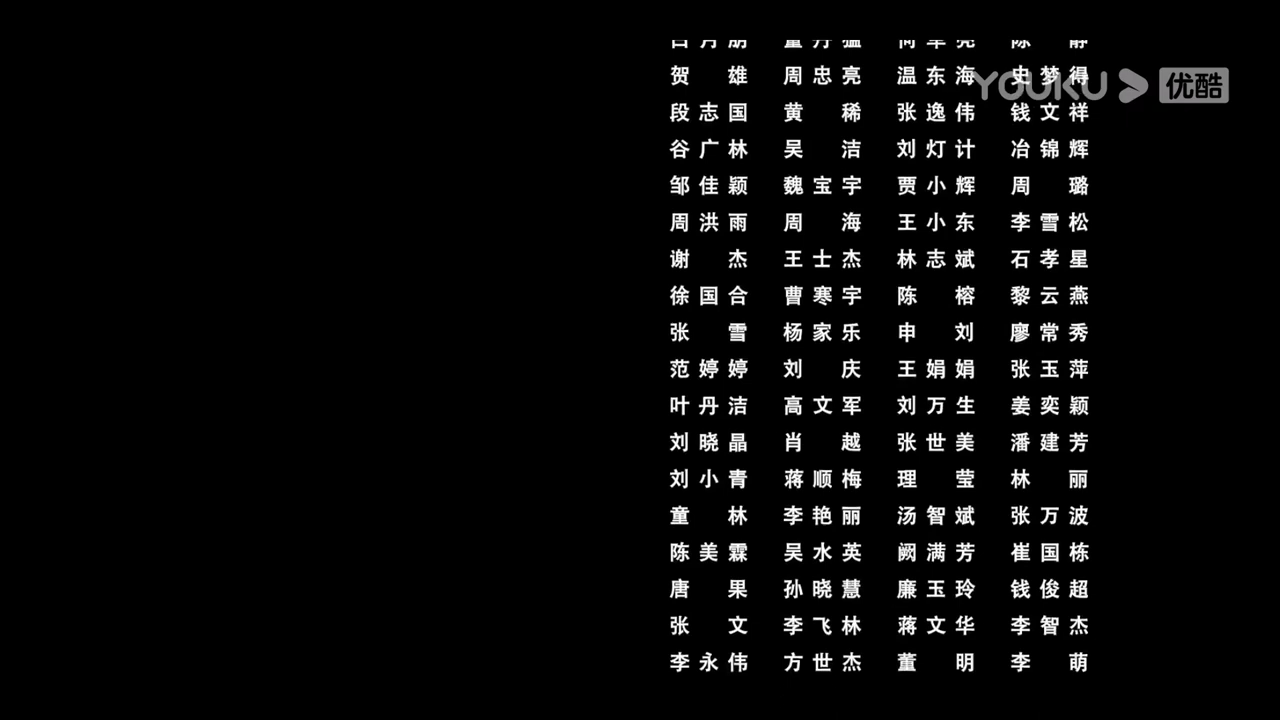 贺 雄 周忠亮 温东海 史梦得
YOUKU 优酷
段志国 黄 稀 张逸伟 钱文祥
谷广林 吴 洁 刘灯计 冶锦辉
邹佳颖 魏宝宇 贾小辉 周 璐
周洪雨 周 海 王小东 李雪松
谢 杰 王士杰 林志斌 石孝星
徐国合 曹寒宇 陈 榕 黎云燕
张 雪 杨家乐 申 刘 廖常秀
范婷婷 刘 庆 王娟娟 张玉萍
叶丹洁 高文军 刘万生 姜奕颖
刘晓晶 肖 越 张世美 潘建芳
刘小青 蒋顺梅 理 莹 林 丽
童 林 李艳丽 汤智斌 张万波
陈美霖 吴水英 阙满芳 崔国栋
唐 果 孙晓慧 廉玉玲 钱俊超
张 文 李飞林 蒋文华 李智杰
李永伟 方世杰 董 明 李 萌